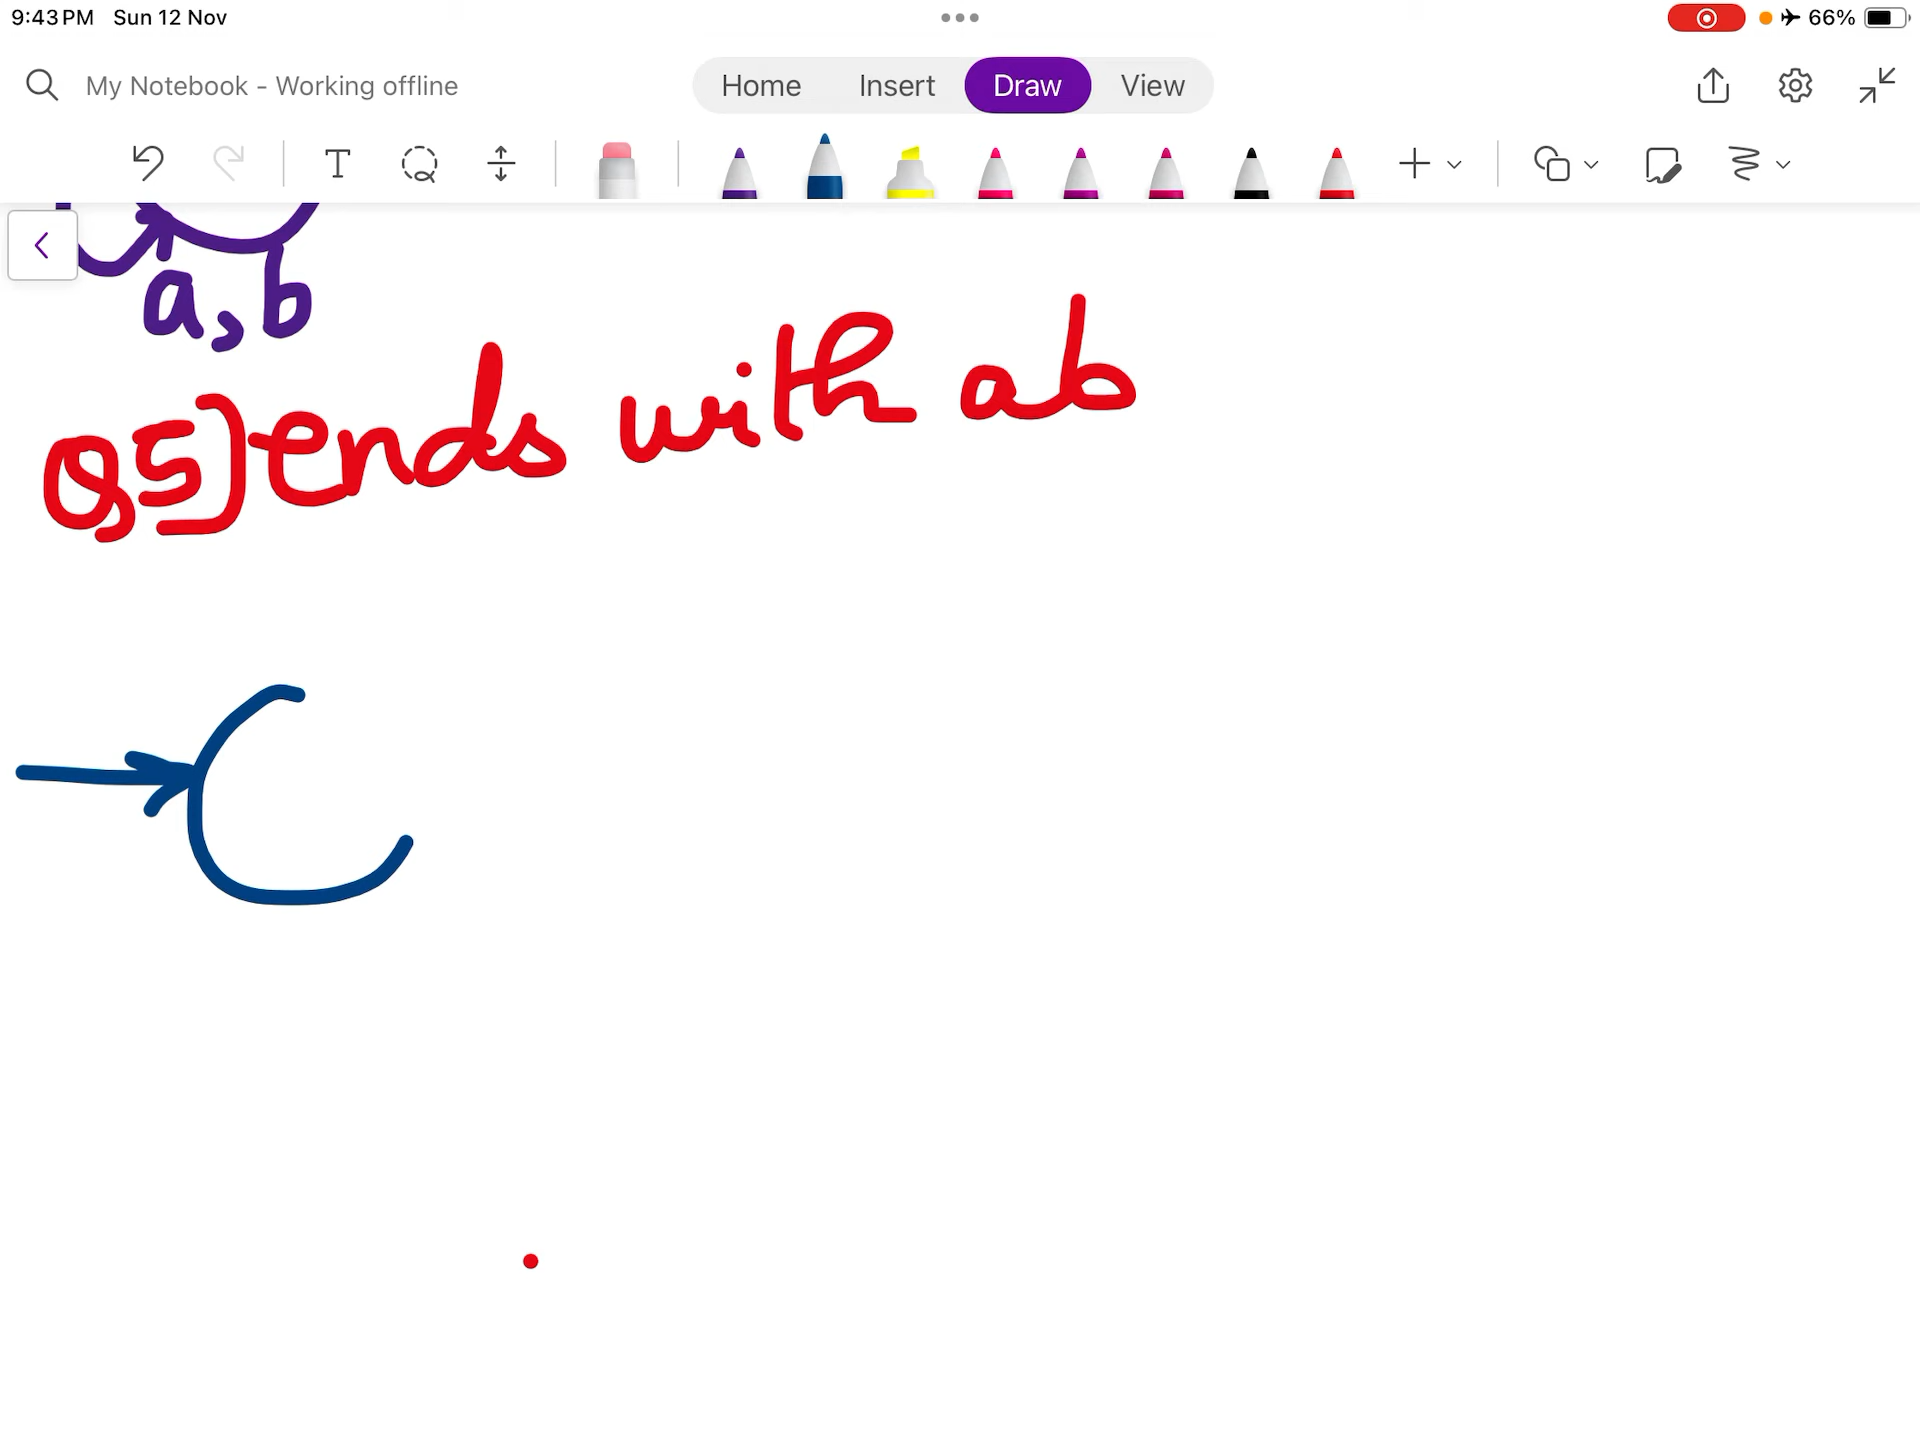 9:43 PM Sun 12 Nov
66%
My Notebook - Working offline
Home Insert Draw View
T
a,b
Q5) ends with ab